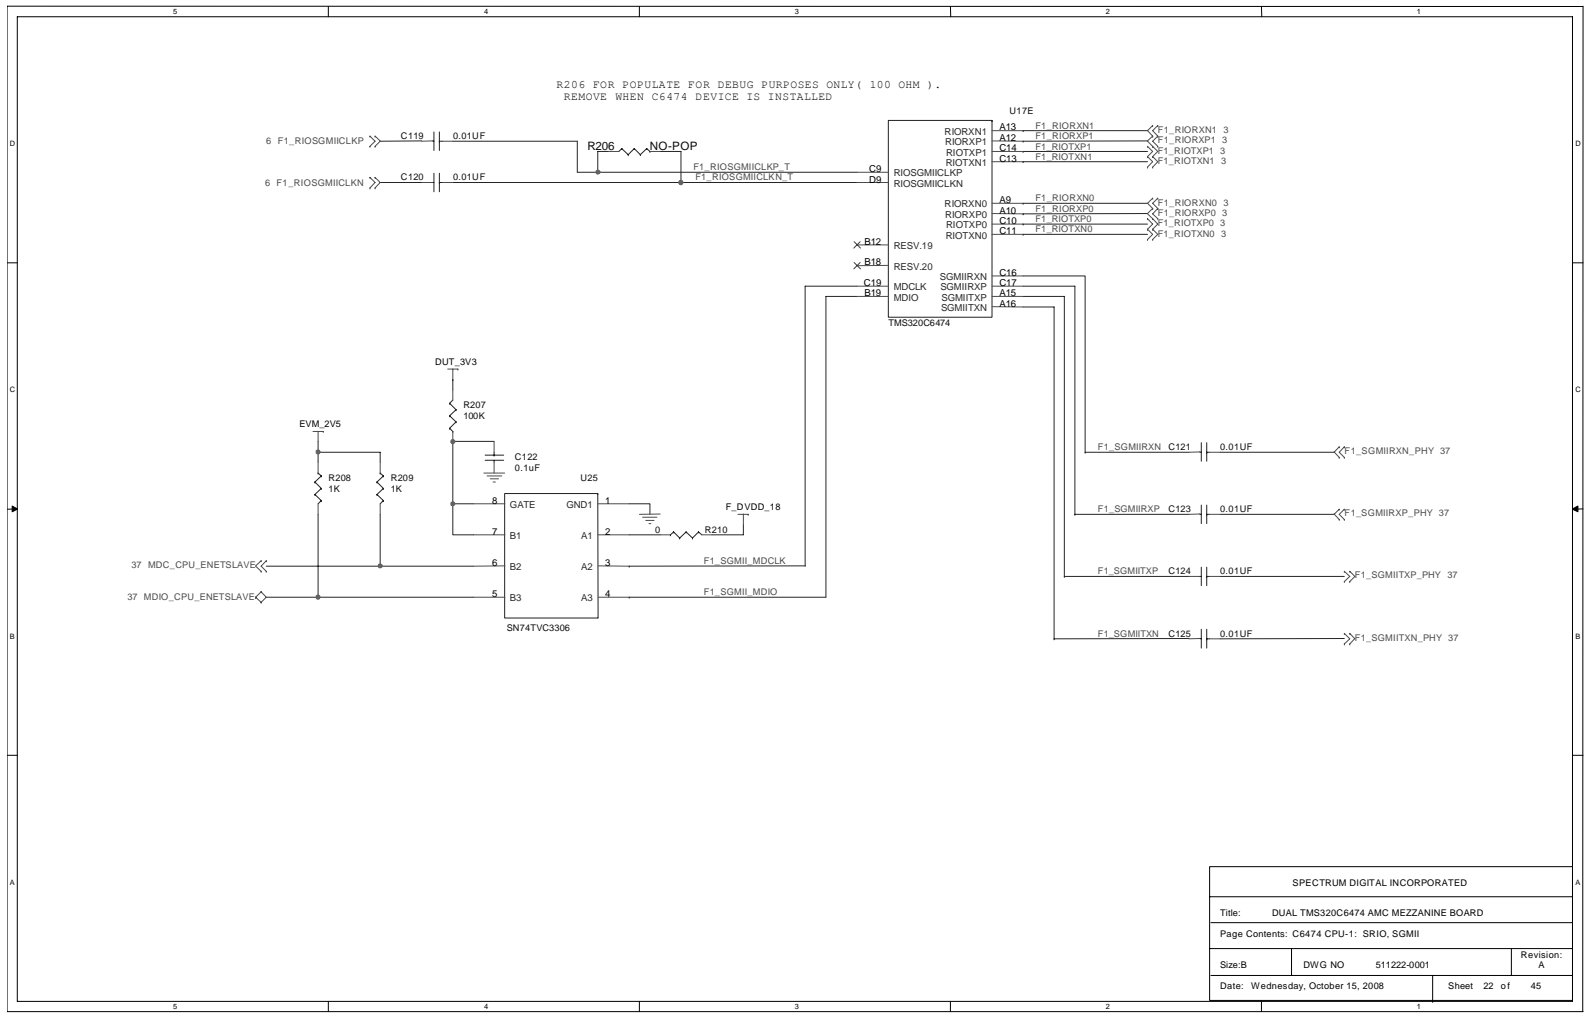 5 4 3 2 1
D D
C C
B B
A A
R206 FOR POPULATE FOR DEBUG PURPOSES ONLY( 100 OHM ).
REMOVE WHEN C6474 DEVICE IS INSTALLED
6 F1_RIOSGMIICLKP
C119 0.01UF
R206 NO-POP
F1_RIOSGMIICLKP_T
6 F1_RIOSGMIICLKN
C120 0.01UF
F1_RIOSGMIICLKN_T
U17E
C9 RIOSGMIICLKP
D9 RIOSGMIICLKN
B12 RESV.19
B18 RESV.20
C19 MDCLK
B19 MDIO
RIORXN1 A13 F1_RIORXN1 F1_RIORXN1 3
RIORXP1 A12 F1_RIORXP1 F1_RIORXP1 3
RIOTXP1 C14 F1_RIOTXP1 F1_RIOTXP1 3
RIOTXN1 C13 F1_RIOTXN1 F1_RIOTXN1 3
RIORXN0 A9 F1_RIORXN0 F1_RIORXN0 3
RIORXP0 A10 F1_RIORXP0 F1_RIORXP0 3
RIOTXP0 C10 F1_RIOTXP0 F1_RIOTXP0 3
RIOTXN0 C11 F1_RIOTXN0 F1_RIOTXN0 3
SGMIIRXN C16
SGMIIRXP C17
SGMIITXP A15
SGMIITXN A16
TMS320C6474
DUT_3V3
R207
100K
EVM_2V5
C122
0.1uF
R208
1K
R209
1K
U25
8 GATE GND1 1
7 B1 A1 2
6 B2 A2 3
5 B3 A3 4
SN74TVC3306
F_DVDD_18
0 R210
37 MDC_CPU_ENETSLAVE
F1_SGMII_MDCLK
37 MDIO_CPU_ENETSLAVE
F1_SGMII_MDIO
F1_SGMIIRXN C121 0.01UF F1_SGMIIRXN_PHY 37
F1_SGMIIRXP C123 0.01UF F1_SGMIIRXP_PHY 37
F1_SGMIITXP C124 0.01UF F1_SGMIITXP_PHY 37
F1_SGMIITXN C125 0.01UF F1_SGMIITXN_PHY 37
SPECTRUM DIGITAL INCORPORATED
Title: DUAL TMS320C6474 AMC MEZZANINE BOARD
Page Contents: C6474 CPU-1: SRIO, SGMII
Size:B DWG NO 511222-0001 Revision: A
Date: Wednesday, October 15, 2008 Sheet 22 of 45
5 4 3 2 1